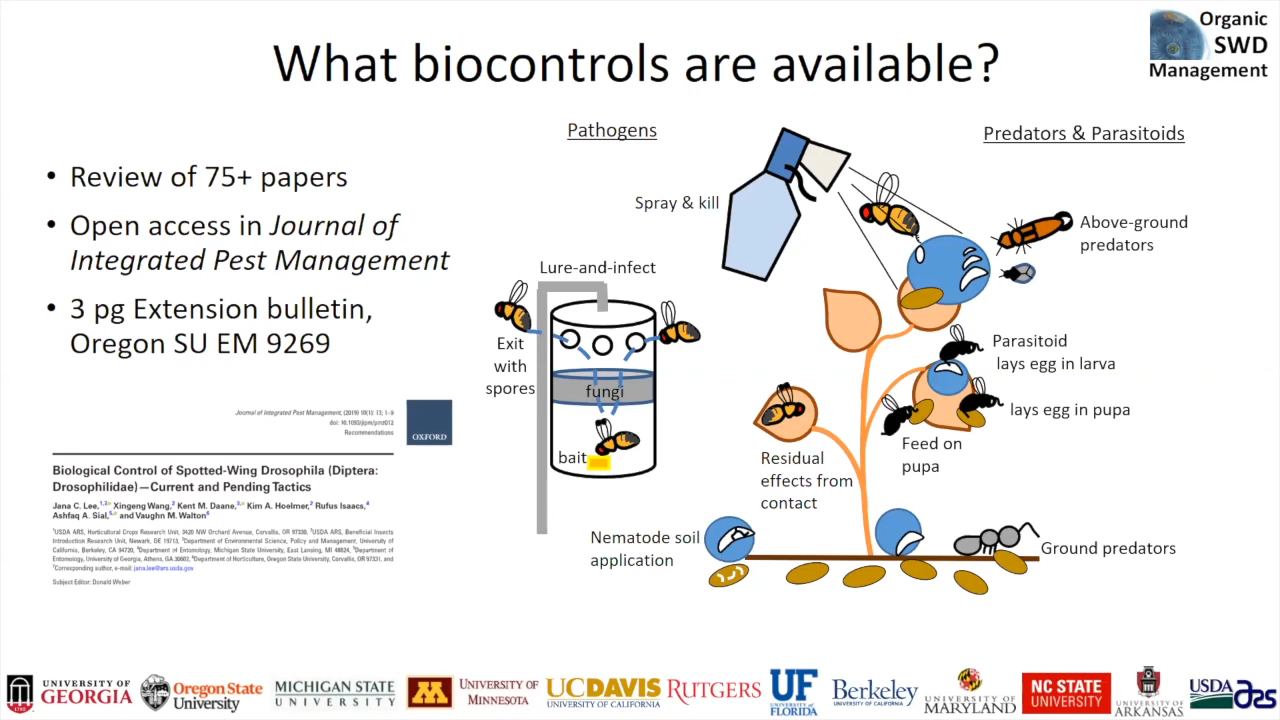 What biocontrols are available?
Organic
SWD
Management
• Review of 75+ papers
• Open access in Journal of
Integrated Pest Management
• 3 pg Extension bulletin,
Oregon SU EM 9269
Journal of Integrated Pest Management, (2019) 10(1): 13; 1–9
doi: 10.1093/jipm/pmz012
Recommendations
OXFORD
Biological Control of Spotted-Wing Drosophila (Diptera:
Drosophilidae)—Current and Pending Tactics
Jana C. Lee, Xingeng Wang, Kent M. Daane, Kim A. Hoelmer, Rufus Isaacs,
Ashfaq A. Sial, and Vaughn M. Walton
1USDA ARS, Horticultural Crops Research Unit, 3420 NW Orchard Avenue, Corvallis, OR 97330, 2USDA ARS, Beneficial Insects
Introduction Research Unit, Newark, DE 19713, 3Department of Environmental Science, Policy and Management, University of
California, Berkeley, CA 94720, 4Department of Entomology, Michigan State University, East Lansing, MI 48824, 5Department of
Entomology, University of Georgia, Athens, GA 30602, 6Department of Horticulture, Oregon State University, Corvallis, OR 97331, and
7Corresponding author, e-mail: jana.lee@ars.usda.gov
Subject Editor: Donald Weber
Pathogens
Spray & kill
Lure-and-infect
Exit
with
spores
fungi
bait
Predators & Parasitoids
Above-ground
predators
Parasitoid
lays egg in larva
lays egg in pupa
Feed on
pupa
Residual
effects from
contact
Nematode soil
application
Ground predators
1785
UNIVERSITY OF
GEORGIA
Oregon State
University
MICHIGAN STATE
UNIVERSITY
M
UNIVERSITY OF
MINNESOTA
UCDAVIS
UNIVERSITY OF CALIFORNIA
RUTGERS
UF
UNIVERSITY of
FLORIDA
Berkeley
UNIVERSITY OF CALIFORNIA
UNIVERSITY OF
MARYLAND
NC STATE
UNIVERSITY
UNIVERSITY OF
ARKANSAS
USDA
ars